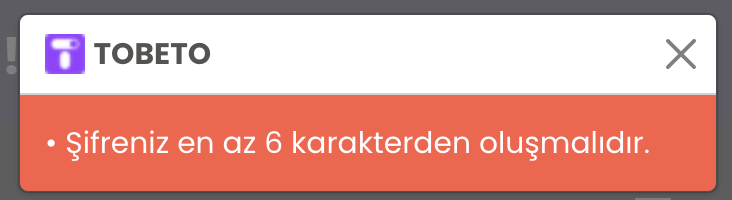 TOBETO
• Şifreniz en az 6 karakterden oluşmalıdır.